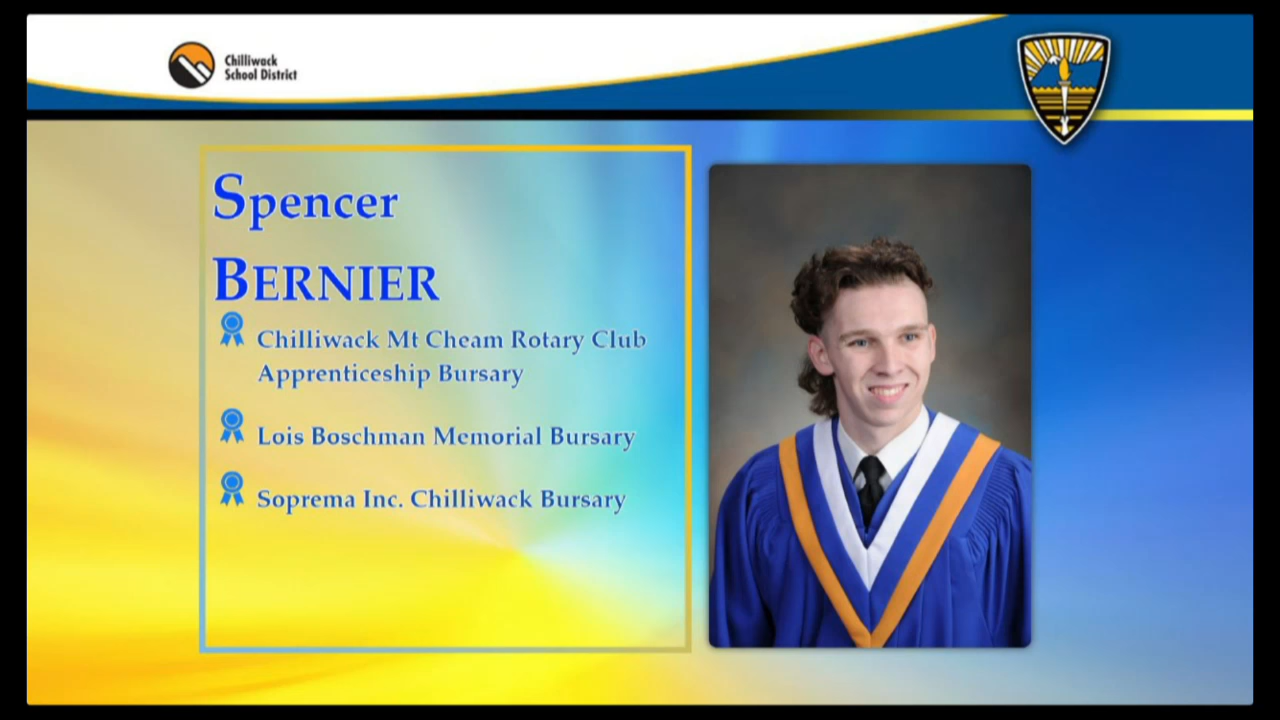 Chilliwack
School District
Spencer
BERNIER
Chilliwack Mt Cheam Rotary Club
Apprenticeship Bursary
Lois Boschman Memorial Bursary
Soprema Inc. Chilliwack Bursary